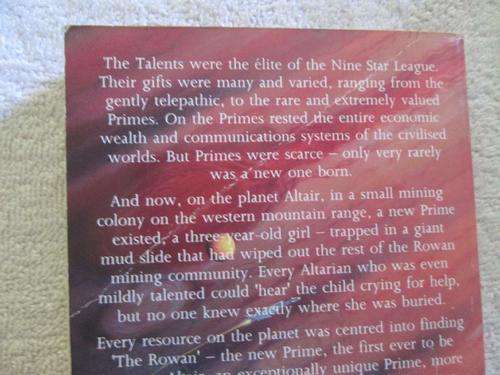 The Talents were the élite of the Nine Star League.
Their gifts were many and varied, ranging from the
gently telepathic, to the rare and extremely valued
Primes. On the Primes rested the entire economic
wealth and communications systems of the civilised
worlds. But Primes were scarce – only very rarely
was a new one born.
And now, on the planet Altair, in a small mining
colony on the western mountain range, a new Prime
existed, a three-year-old girl – trapped in a giant
mud slide that had wiped out the rest of the Rowan
mining community. Every Altarian who was even
mildly talented could 'hear' the child crying for help,
but no one knew exactly where she was buried.
Every resource on the planet was centred into finding
'The Rowan' – the new Prime, the first ever to be
Altair, an exceptionally unique Prime, more